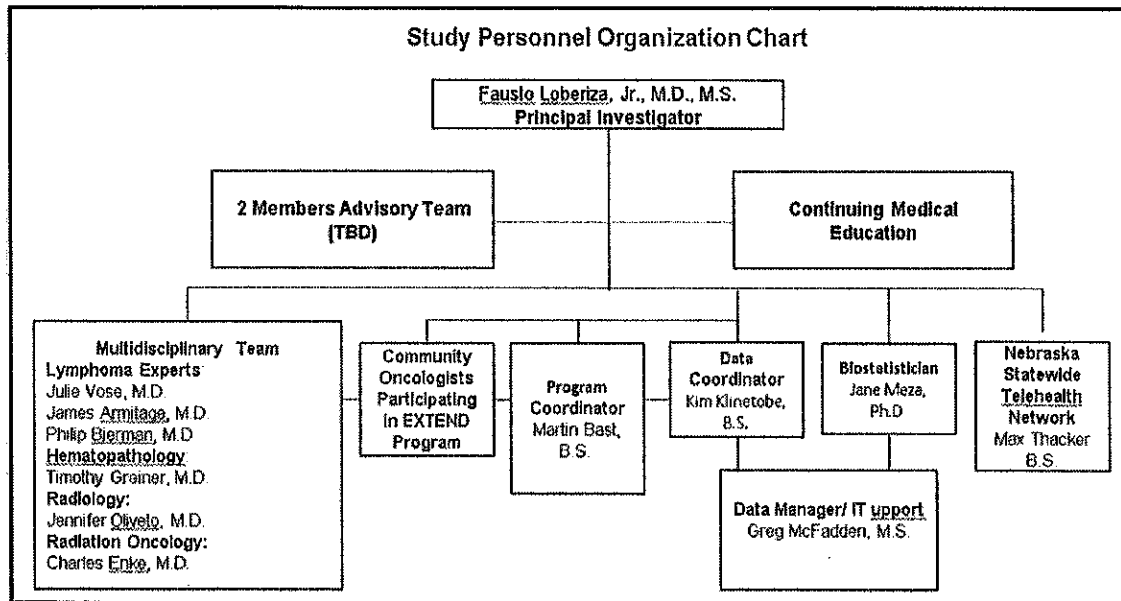 Study Personnel Organization Chart
Fauslo Loberiza, Jr., M.D., M.S.
Principal Investigator
2 Members Advisory Team
(TBD)
Continuing Medical
Education
Multidisciplinary Team
Lymphoma Experts
Julie Vose, M.D.
James Armitage, M.D.
Philip Bierman, M.D
Hematopathology
Timothy Greiner, M.D.
Radiology:
Jennifer Oliveto, M.D.
Radiation Oncology:
Charles Enke, M.D.
Community
Oncologists
Participating
in EXTEND
Program
Program
Coordinator
Martin Bast,
B.S.
Data
Coordinator
Kim Klinetobe,
B.S.
Biostatistician
Jane Meza,
Ph.D
Nebraska
Statewide
Telehealth
Network
Max Thacker
B.S.
Data Manager/ IT upport
Greg McFadden, M.S.